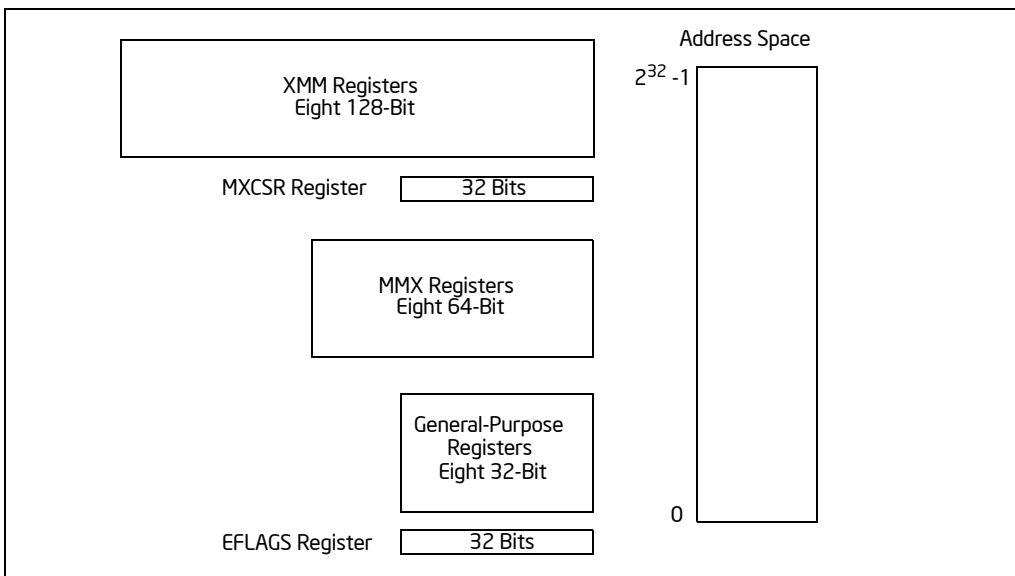 Address Space
2^32 -1
XMM Registers
Eight 128-Bit
MXCSR Register
32 Bits
MMX Registers
Eight 64-Bit
General-Purpose
Registers
Eight 32-Bit
0
EFLAGS Register
32 Bits